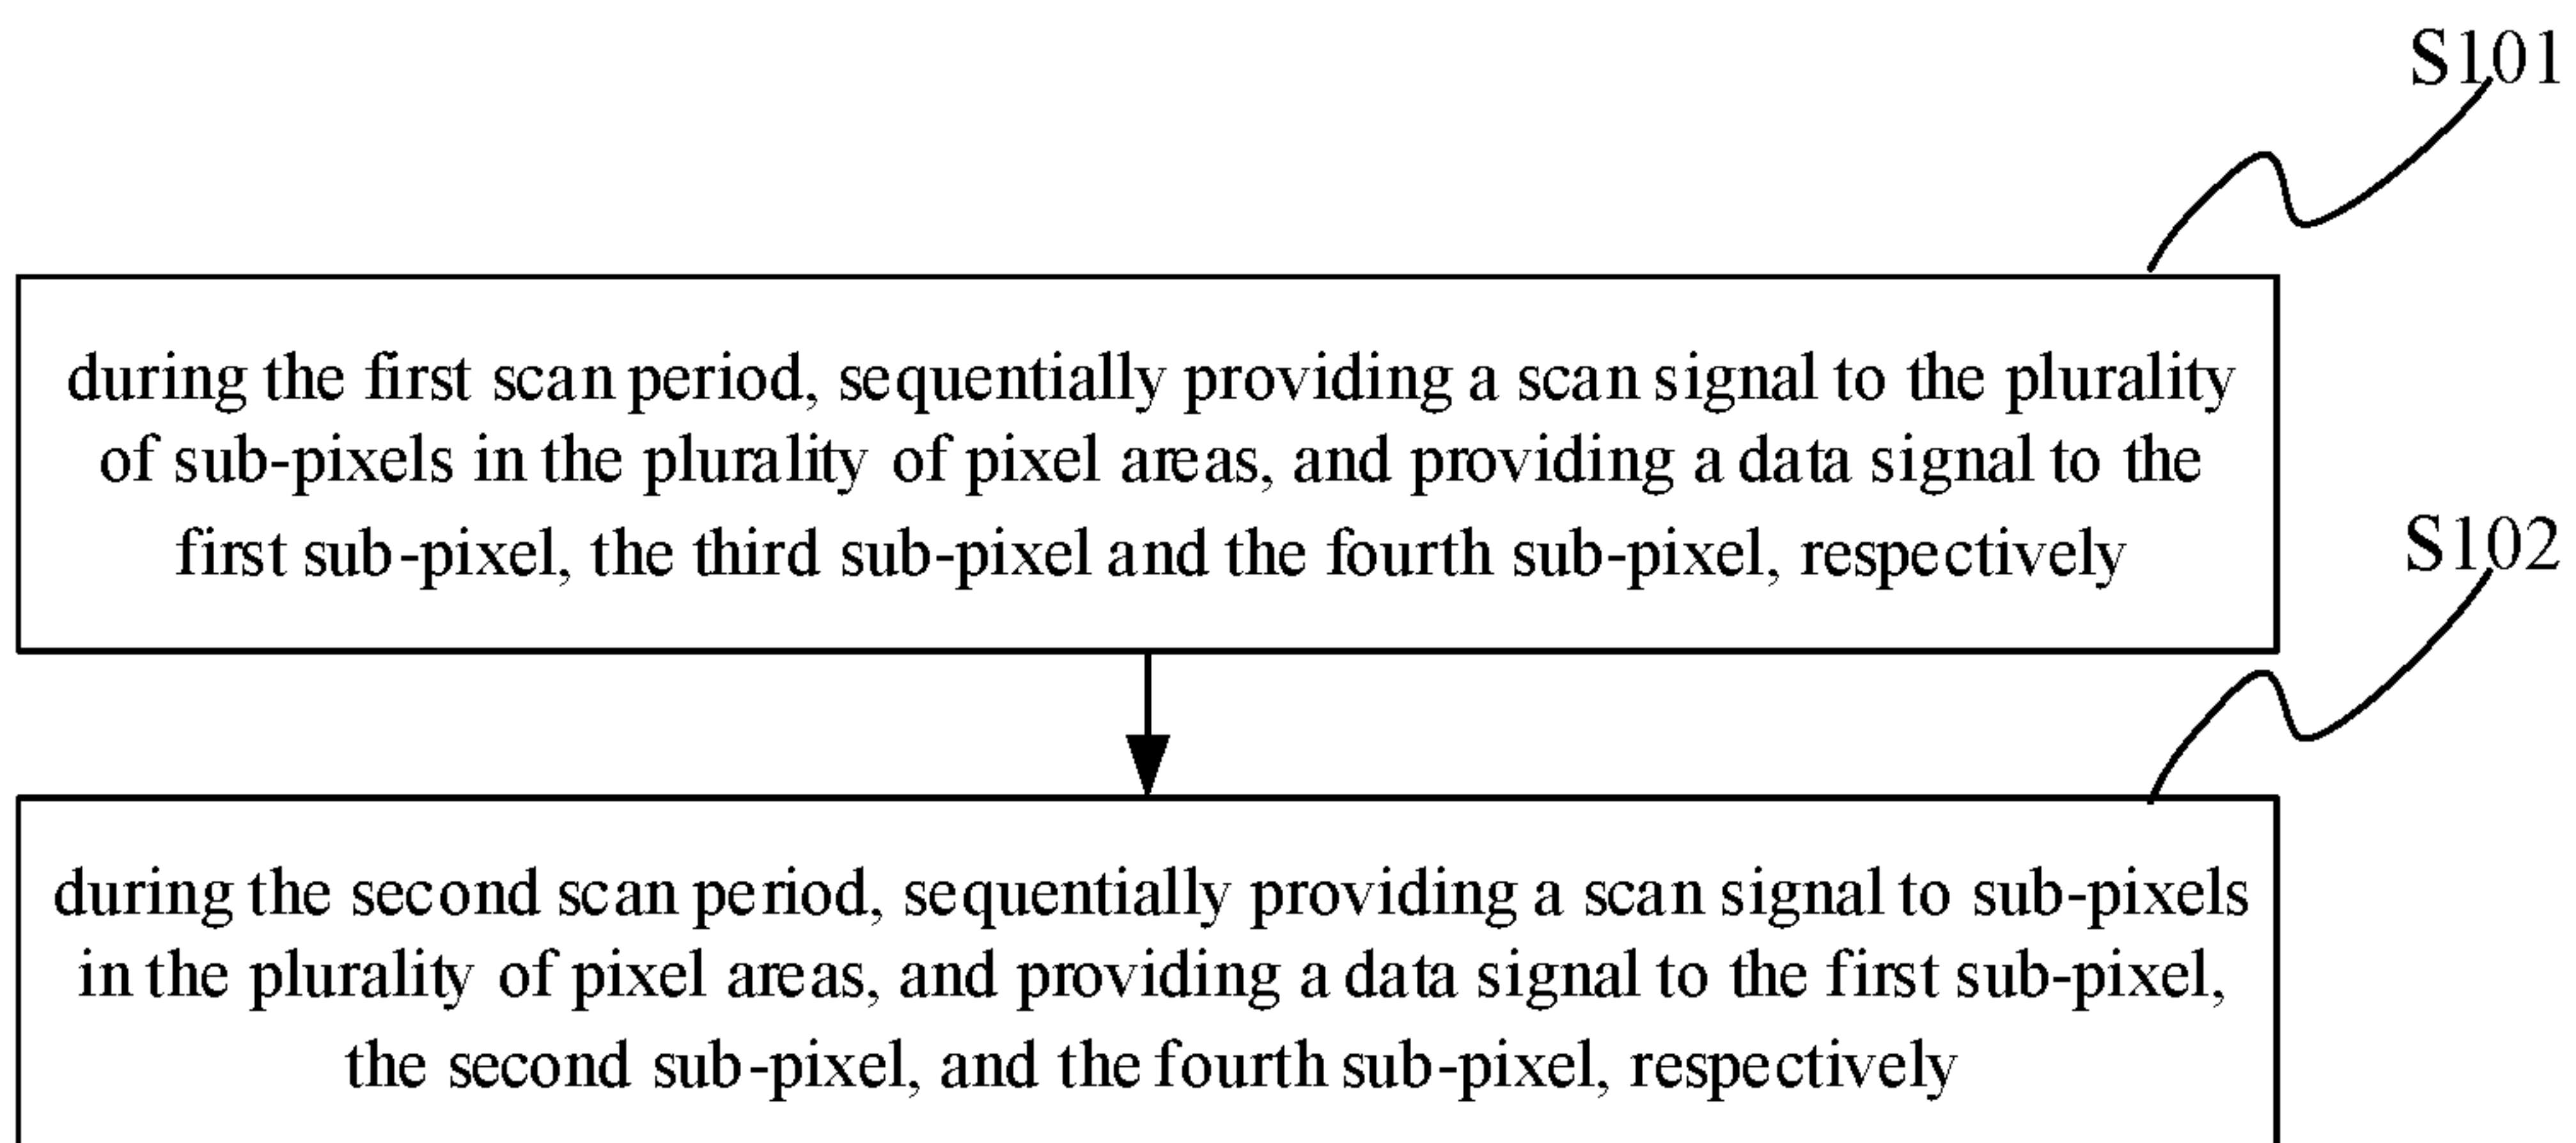 S101
during the first scan period, sequentially providing a scan signal to the plurality
of sub-pixels in the plurality of pixel areas, and providing a data signal to the
first sub-pixel, the third sub-pixel and the fourth sub-pixel, respectively
S102
during the second scan period, sequentially providing a scan signal to sub-pixels
in the plurality of pixel areas, and providing a data signal to the first sub-pixel,
the second sub-pixel, and the fourth sub-pixel, respectively